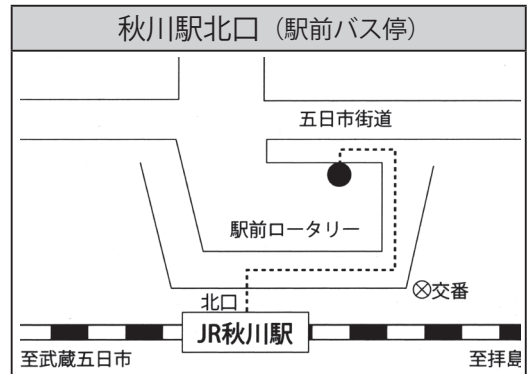 秋川駅北口（駅前バス停）
五日市街道
駅前ロータリー
交番
北口
JR秋川駅
至武蔵五日市
至拝島